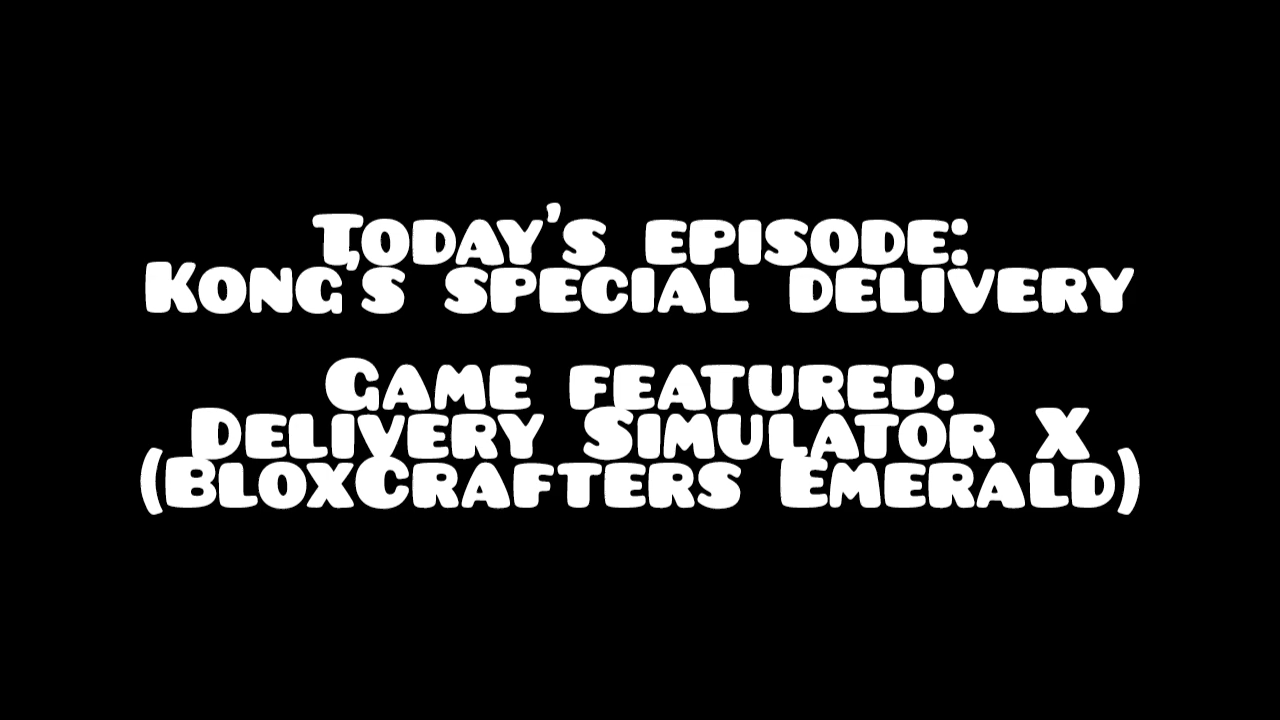 Today's episode:
Kong's special delivery
Game featured:
Delivery Simulator X
(BloxCrafters Emerald)